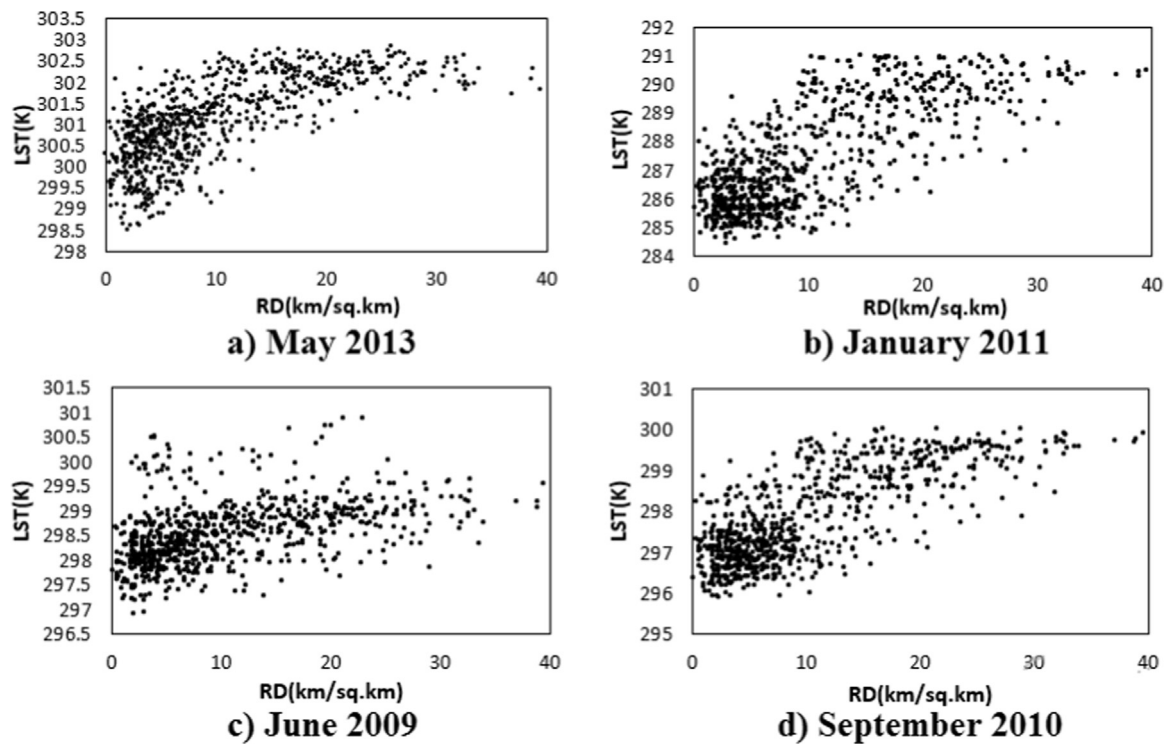 303.5
303
302.5
302
301.5
301
300.5
300
299.5
299
298.5
298
LST(K)
0 10 20 30 40
RD(km/sq.km)
a) May 2013
292
291
290
289
288
287
286
285
284
LST(K)
0 10 20 30 40
RD(km/sq.km)
b) January 2011
301.5
301
300.5
300
299.5
299
298.5
298
297.5
297
296.5
LST(K)
0 10 20 30 40
RD(km/sq.km)
c) June 2009
301
300
299
298
297
296
295
LST(K)
0 10 20 30 40
RD(km/sq.km)
d) September 2010